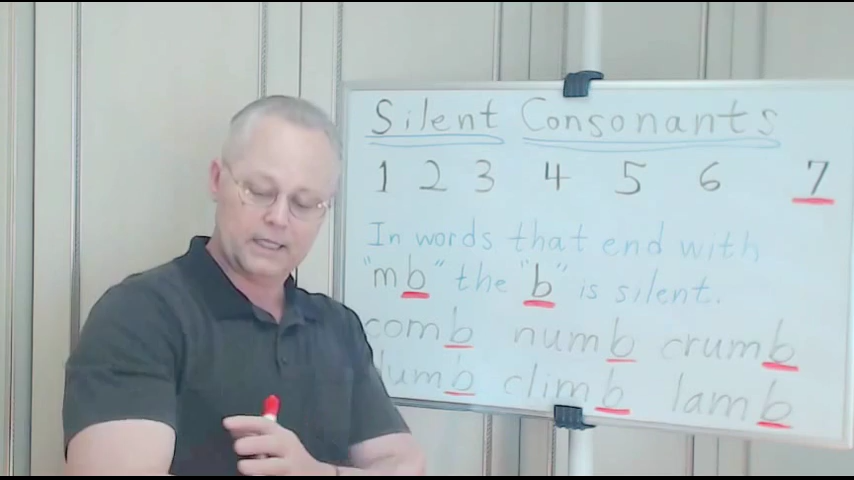 Silent Consonants
1 2 3 4 5 6 7
In words that end with
"mb" the "b" is silent.
comb numb crumb
climb lamb